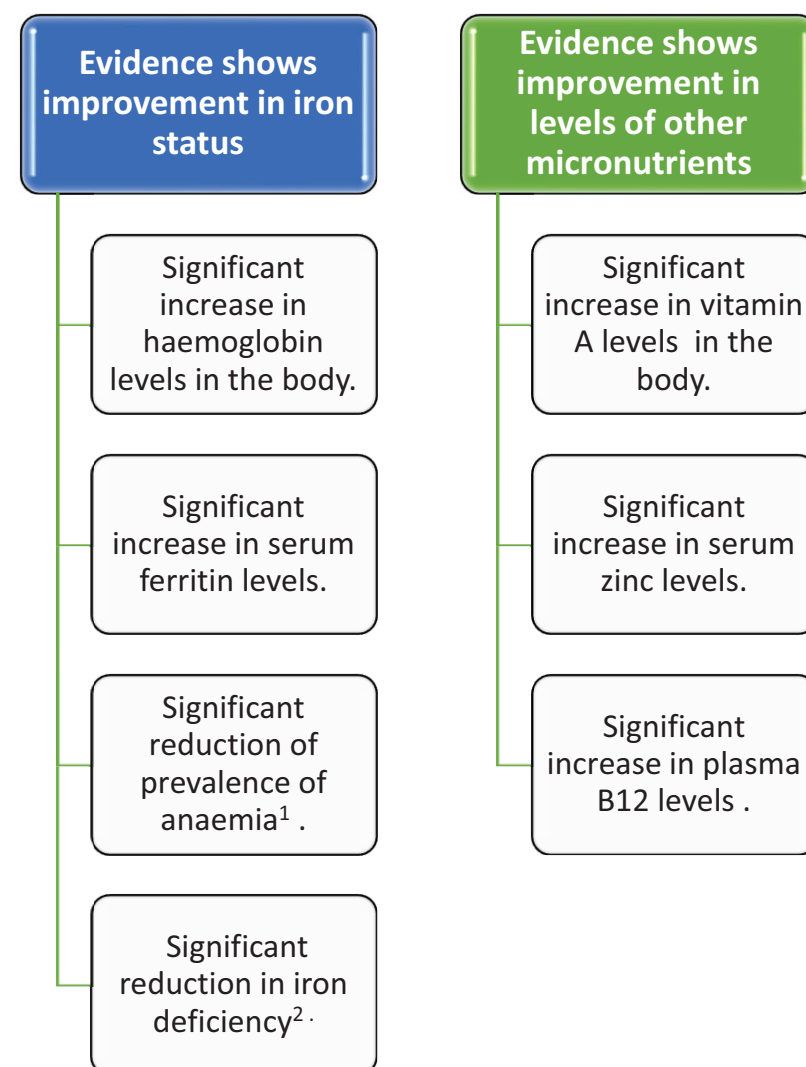 Evidence shows
improvement in iron
status
Significant
increase in
haemoglobin
levels in the body.
Significant
increase in serum
ferritin levels.
Significant
reduction of
prevalence of
anaemia¹ .
Significant
reduction in iron
deficiency² .
Evidence shows
improvement in
levels of other
micronutrients
Significant
increase in vitamin
A levels in the
body.
Significant
increase in serum
zinc levels.
Significant
increase in plasma
B12 levels .